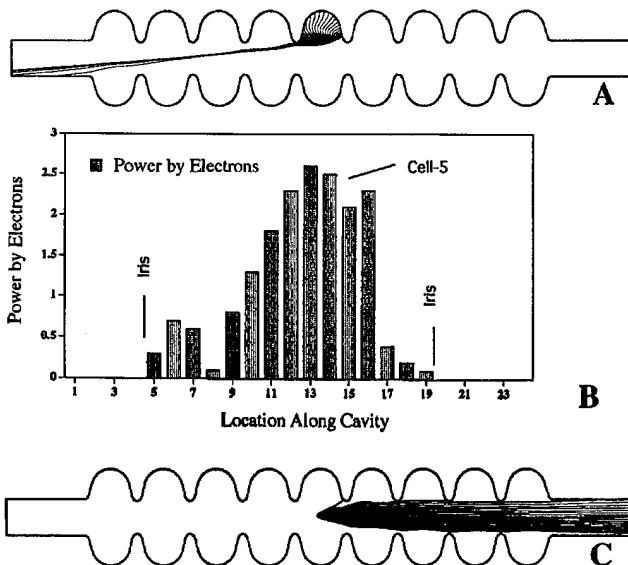 A
3
2.5
2
1.5
1
0.5
0
Power by Electrons
Power by Electrons
Cell-5
Iris
Iris
1 3 5 7 9 11 13 15 17 19 21 23
Location Along Cavity
B
C